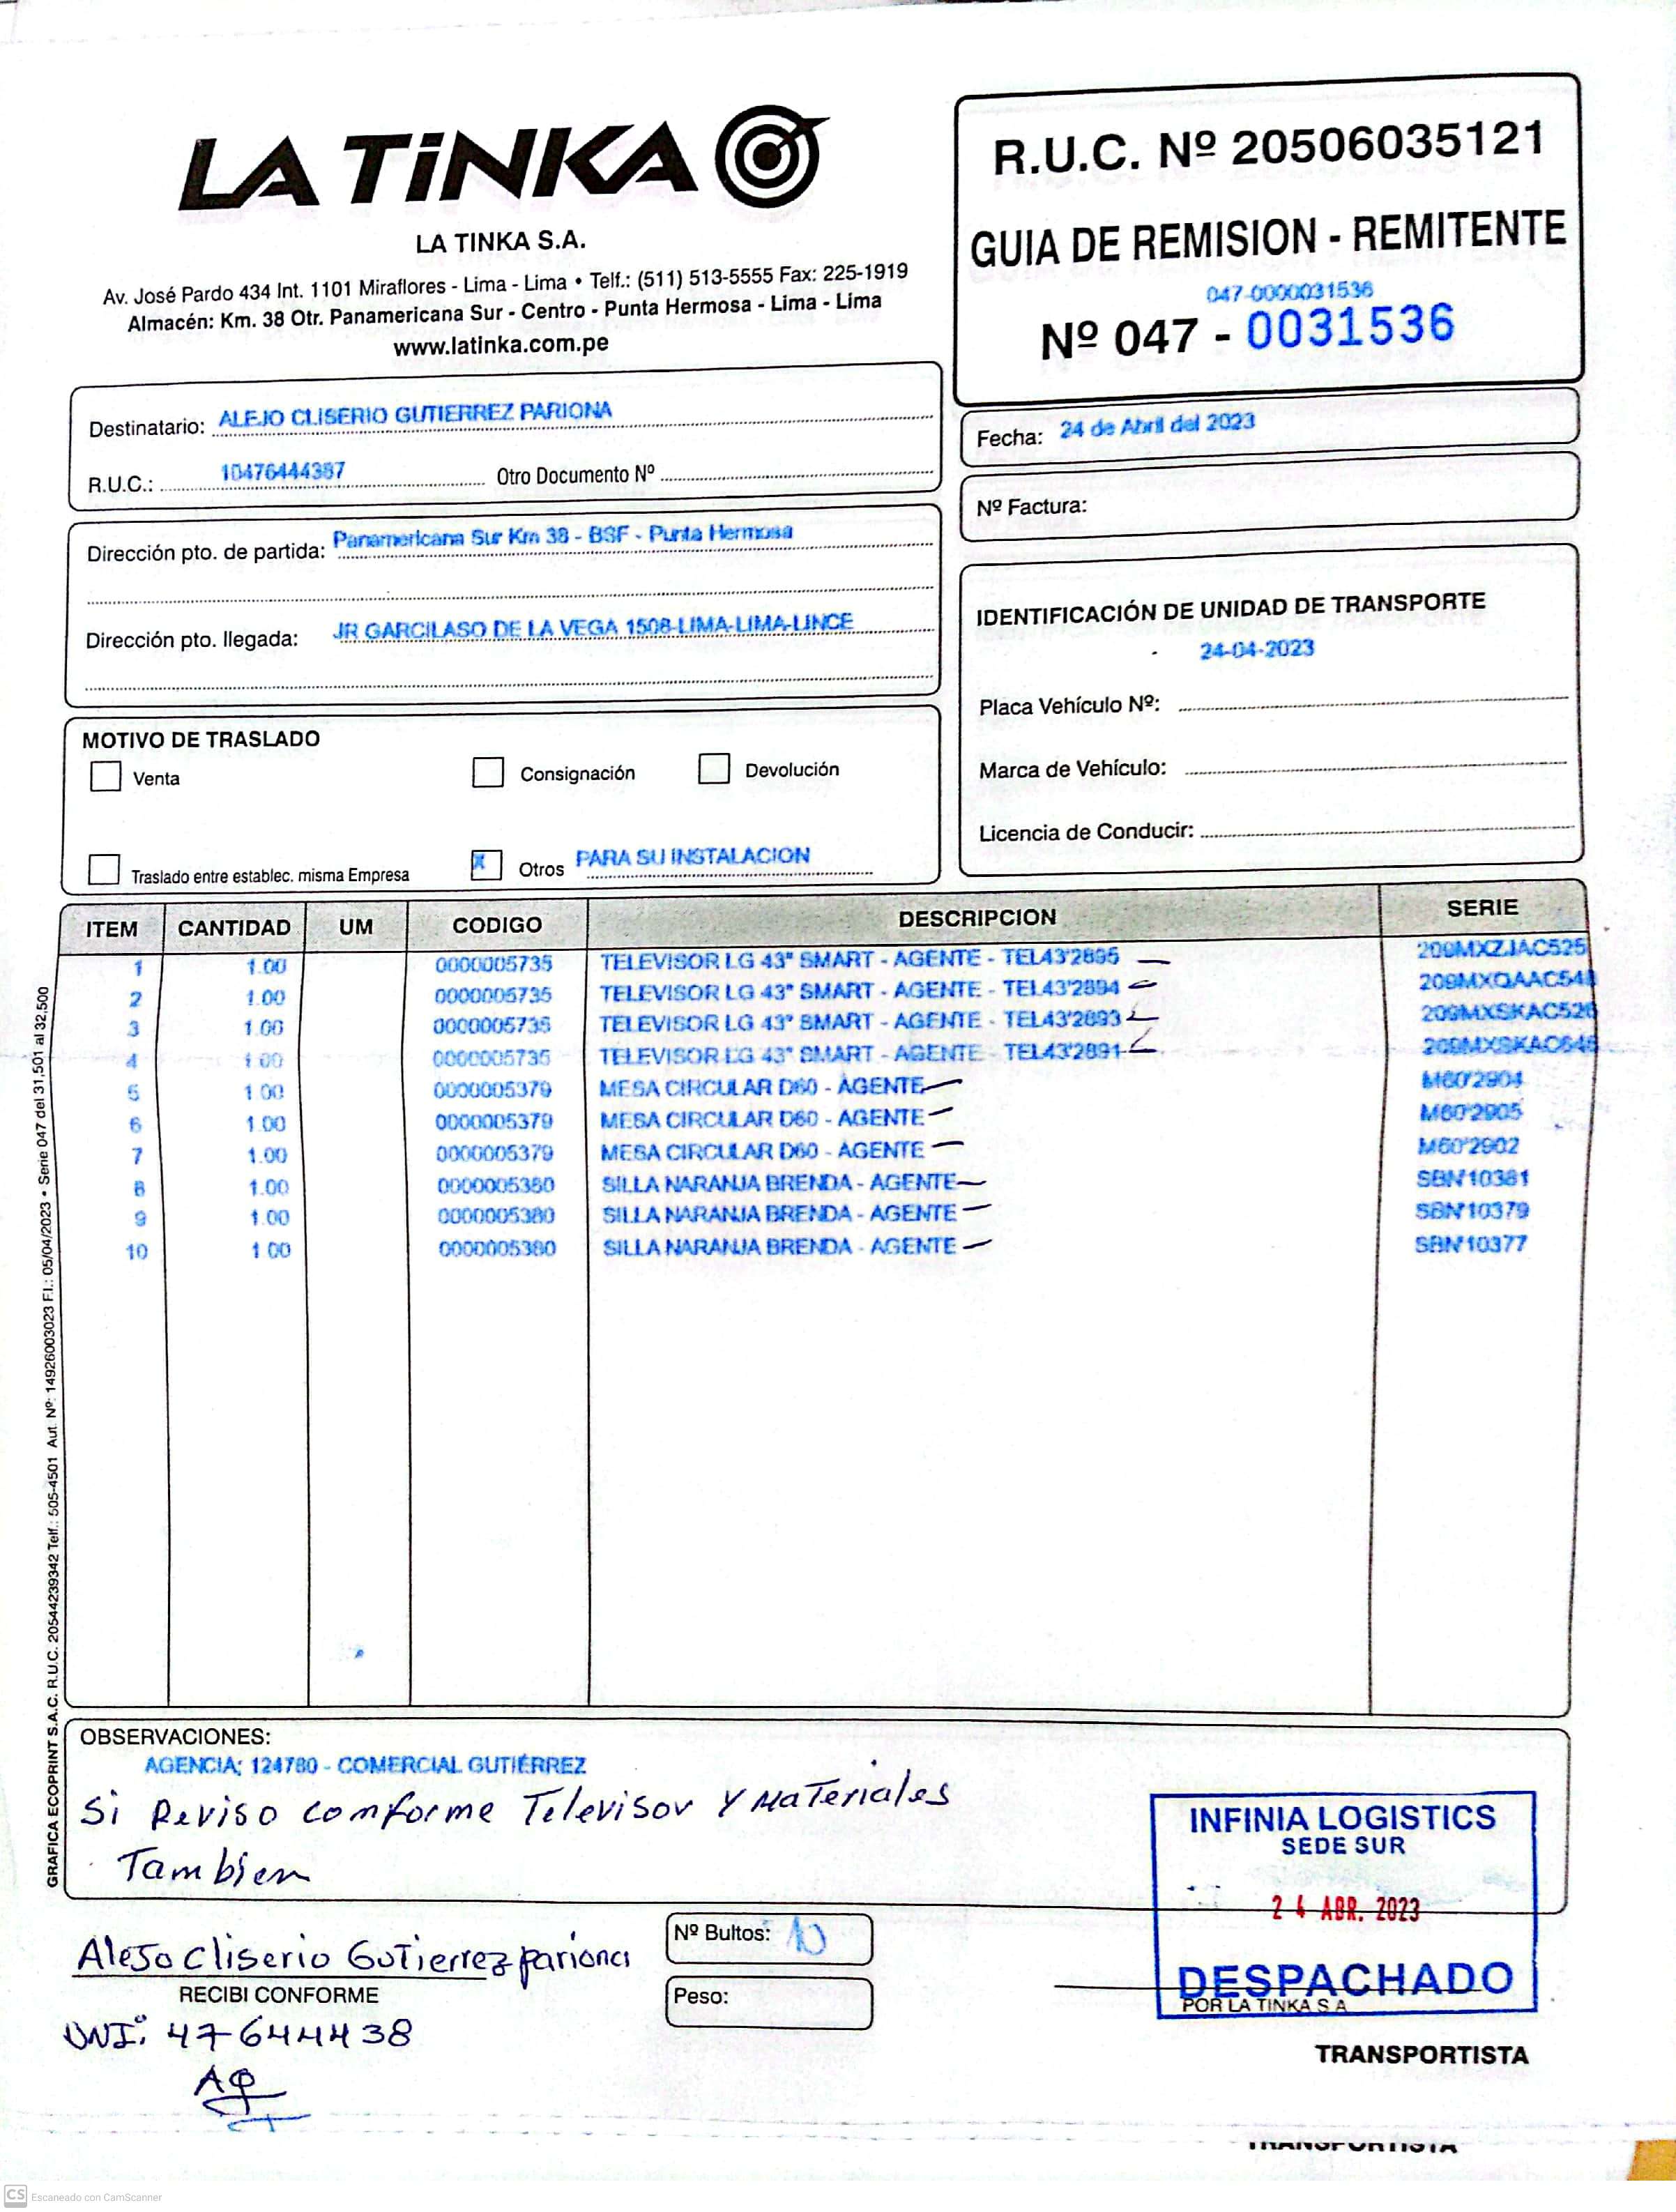 LA TiNKA
LA TINKA S.A.
Av. José Pardo 434 Int. 1101 Miraflores - Lima - Lima • Telf.: (511) 513-5555 Fax: 225-1919
Almacén: Km. 38 Otr. Panamericana Sur - Centro - Punta Hermosa - Lima - Lima
www.latinka.com.pe
R.U.C. Nº 20506035121
GUIA DE REMISION - REMITENTE
047-0000031536
Nº 047 - 0031536
Destinatario: ALEJO CLISERIO GUTIERREZ PARIONA
R.U.C.: 10476444387 Otro Documento Nº
Fecha: 24 de Abril del 2023
Nº Factura:
Dirección pto. de partida: Panamericana Sur Km 38 - BSF - Punta Hermosa
Dirección pto. llegada: JR GARCILASO DE LA VEGA 1508-LIMA-LIMA-LINCE
IDENTIFICACIÓN DE UNIDAD DE TRANSPORTE
24-04-2023
Placa Vehículo Nº:
Marca de Vehículo:
Licencia de Conducir:
MOTIVO DE TRASLADO
Venta Consignación Devolución
Traslado entre establec. misma Empresa X Otros PARA SU INSTALACION
ITEM CANTIDAD UM CODIGO DESCRIPCION SERIE
1 1.00 0000005735 TELEVISOR LG 43" SMART - AGENTE - TEL43'2895 209MXZJAC525
2 1.00 0000005735 TELEVISOR LG 43" SMART - AGENTE - TEL43'2894 209MXQAAC548
3 1.00 0000005735 TELEVISOR LG 43" SMART - AGENTE - TEL43'2893 209MXSKAC526
4 1.00 0000005735 TELEVISOR LG 43" SMART - AGENTE - TEL43'2891 209MXSKAC646
5 1.00 0000005379 MESA CIRCULAR D60 - AGENTE M60'2904
6 1.00 0000005379 MESA CIRCULAR D60 - AGENTE M60'2905
7 1.00 0000005379 MESA CIRCULAR D60 - AGENTE M60'2902
8 1.00 0000005380 SILLA NARANJA BRENDA - AGENTE SBN'10381
9 1.00 0000005380 SILLA NARANJA BRENDA - AGENTE SBN'10379
10 1.00 0000005380 SILLA NARANJA BRENDA - AGENTE SBN'10377
GRAFICA ECOPRINT S.A.C. R.U.C. 20544239342 Telf.: 505-4501 Aut. Nº: 14926003023 F.I.: 05/04/2023 • Serie 047 del 31,501 al 32,500
OBSERVACIONES:
AGENCIA: 124780 - COMERCIAL GUTIÉRREZ
Si Reviso conforme Televisor Y Materiales
Tambien
INFINIA LOGISTICS
SEDE SUR
24 ABR. 2023
DESPACHADO
POR LA TINKA S A
TRANSPORTISTA
Alejo Cliserio Gutierrez pariona
RECIBI CONFORME
DNI: 47644438
AG
Nº Bultos: 10
Peso:
TRANSPORTISTA
CS Escaneado con CamScanner